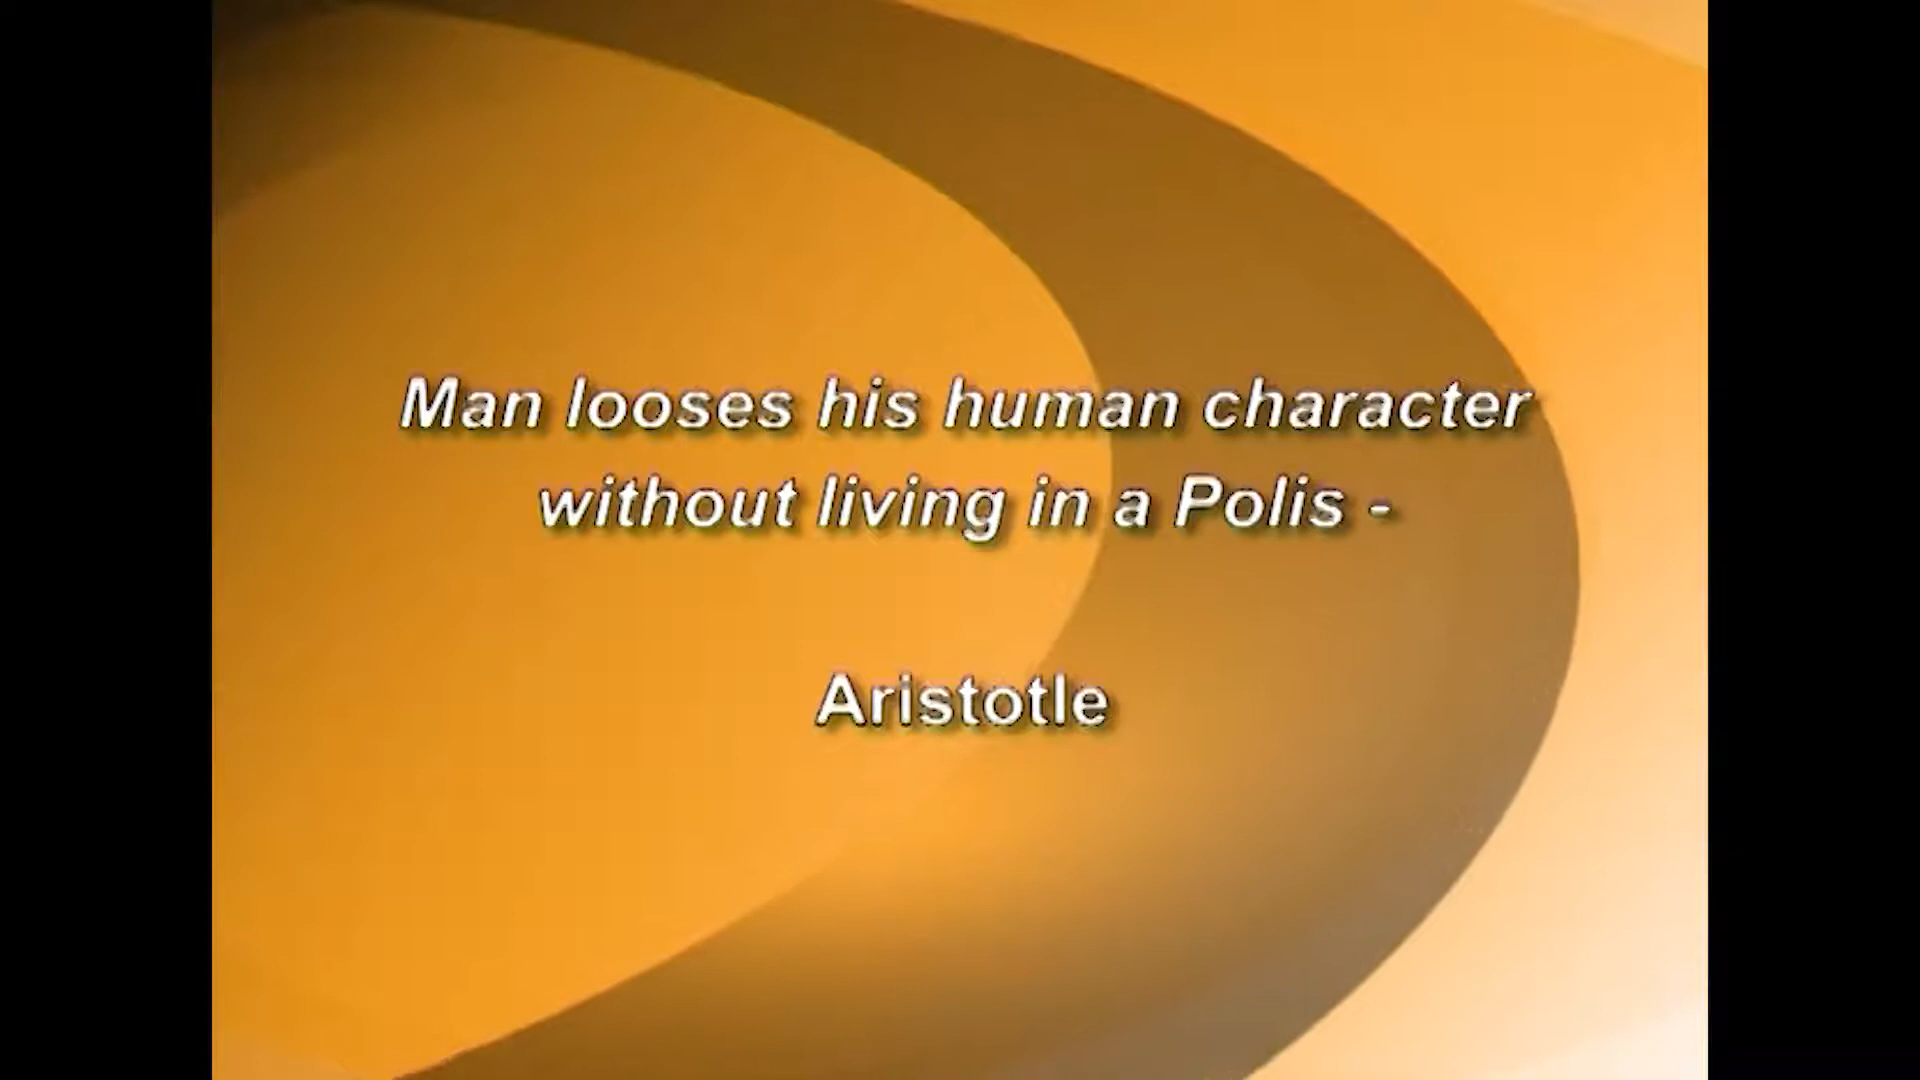 Man looses his human character
without living in a Polis -
Aristotle